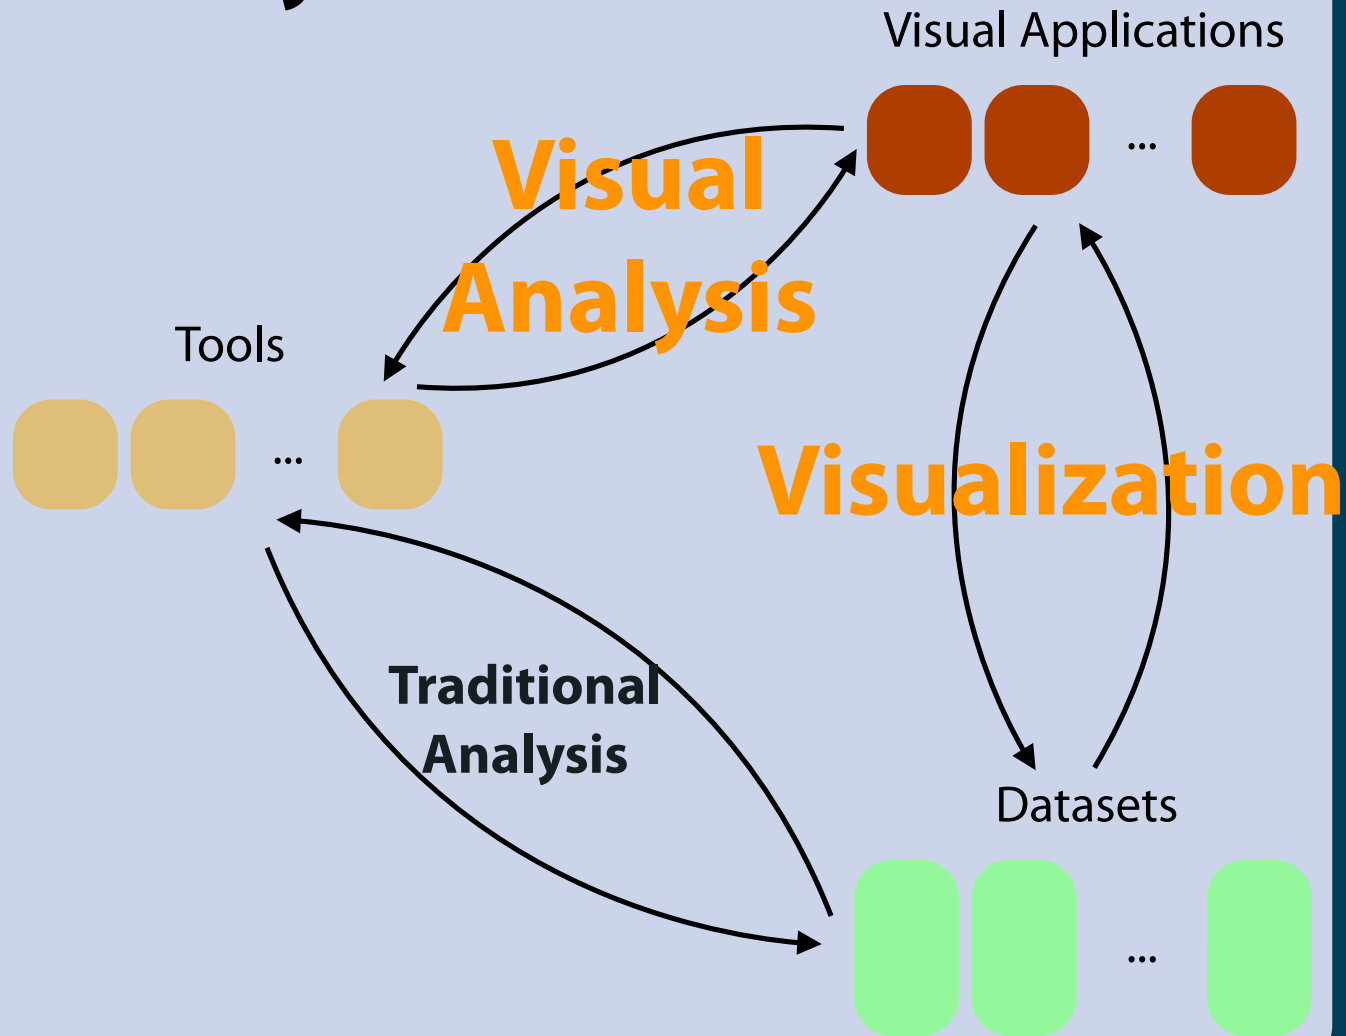 Visual Applications
...
Visual
Analysis
Tools
...
Visualization
Traditional
Analysis
Datasets
...